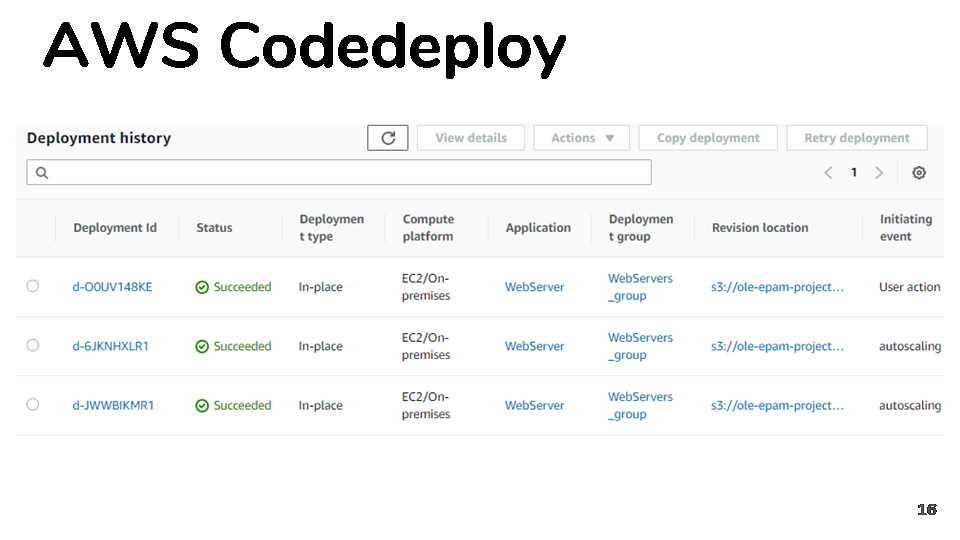 AWS Codedeploy
Deployment history View details Actions Copy deployment Retry deployment
1
Deployment Id Status Deploymen t type Compute platform Application Deploymen t group Revision location Initiating event
d-O0UV148KE Succeeded In-place EC2/On-premises WebServer WebServers_group s3://ole-epam-project... User action
d-6JKNHXLR1 Succeeded In-place EC2/On-premises WebServer WebServers_group s3://ole-epam-project... autoscaling
d-JWWBIKMR1 Succeeded In-place EC2/On-premises WebServer WebServers_group s3://ole-epam-project... autoscaling